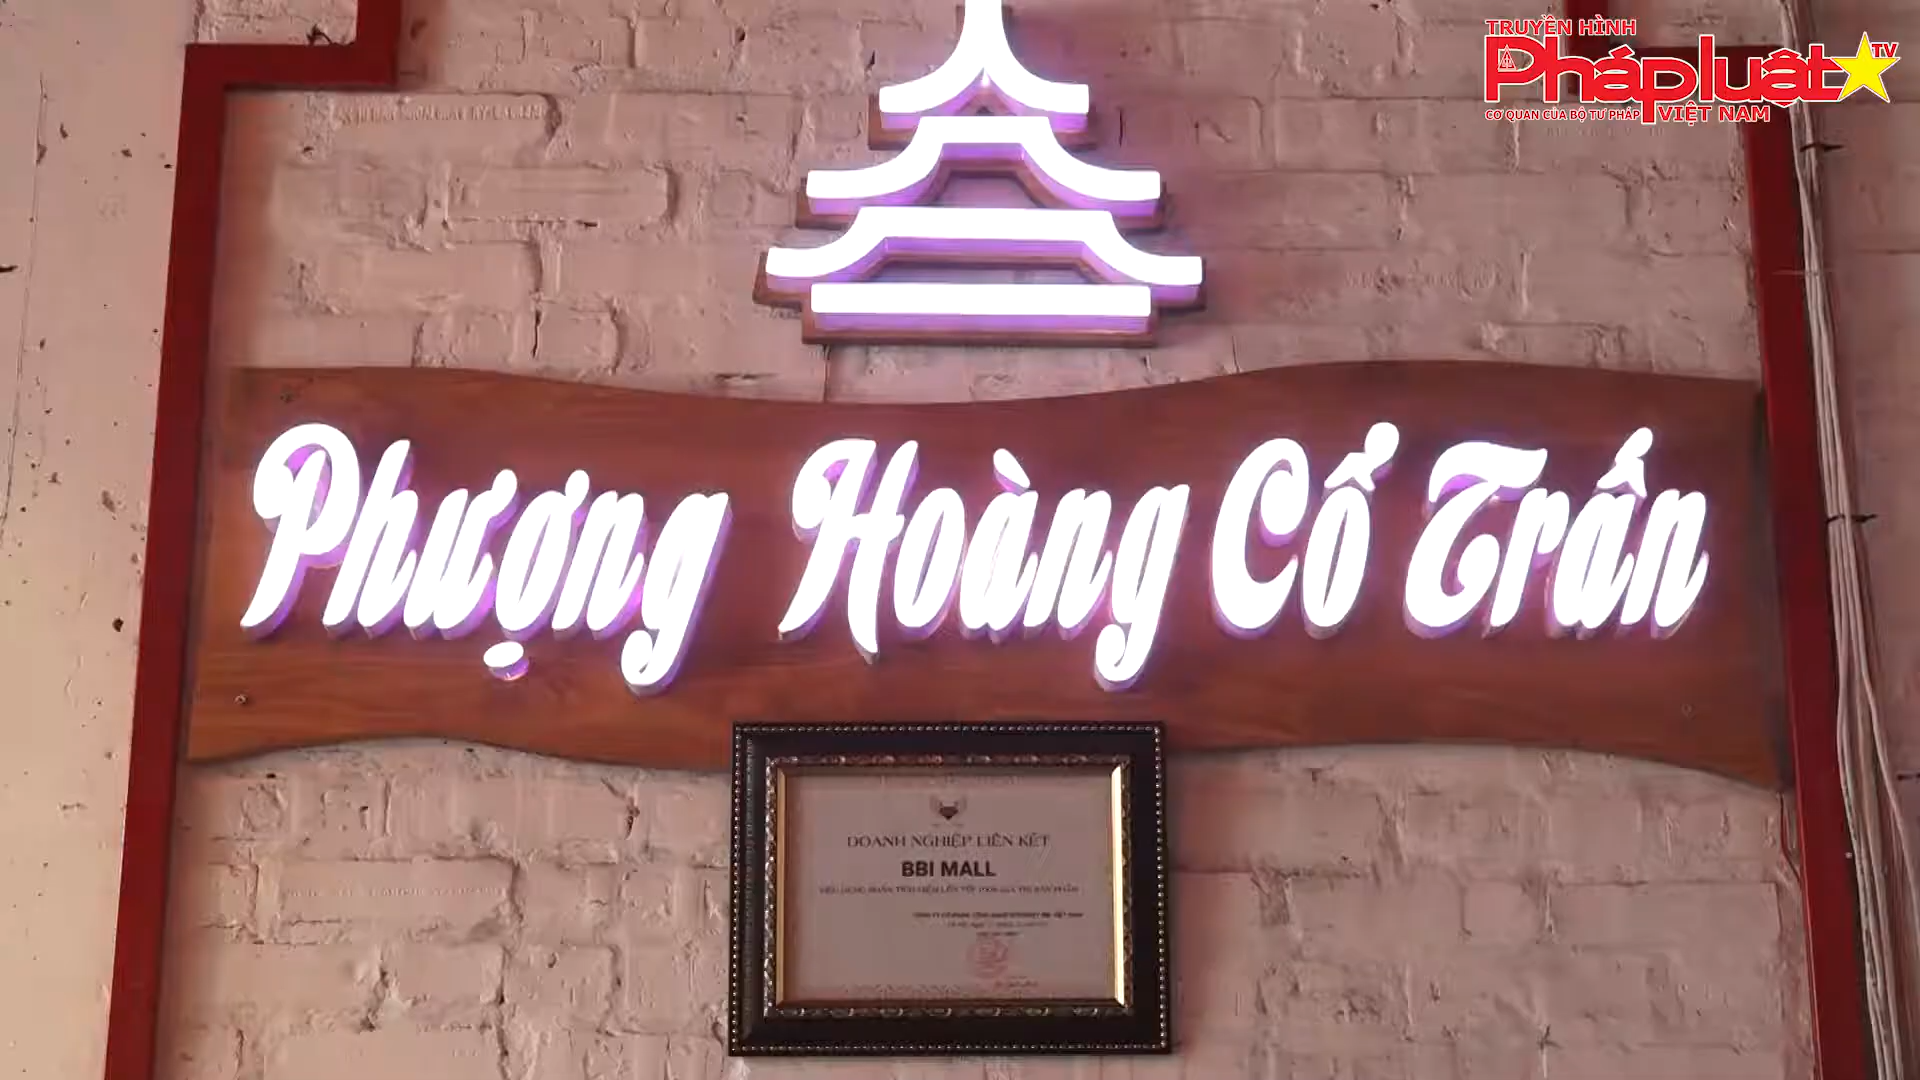 TRUYỀN HÌNH
Pháp luật TV
CƠ QUAN CỦA BỘ TƯ PHÁP VIỆT NAM
Phượng Hoàng Cổ Trấn
DOANH NGHIỆP LIÊN KẾT
BBI MALL